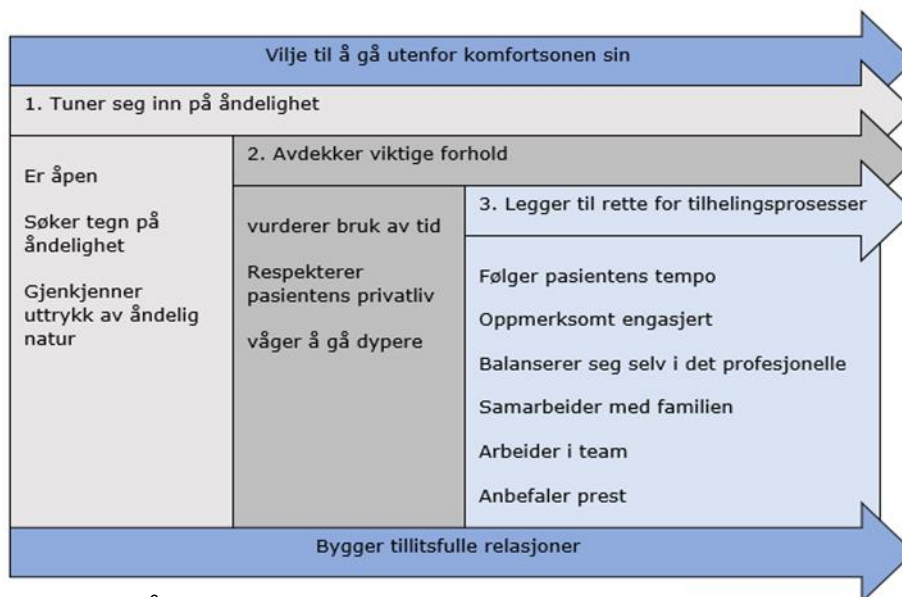 Vilje til å gå utenfor komfortsonen sin
1. Tuner seg inn på åndelighet
Er åpen
Søker tegn på
åndelighet
Gjenkjenner
uttrykk av åndelig
natur
2. Avdekker viktige forhold
vurderer bruk av tid
Respekterer
pasientens privatliv
våger å gå dypere
3. Legger til rette for tilhelingsprosesser
Følger pasientens tempo
Oppmerksomt engasjert
Balanserer seg selv i det profesjonelle
Samarbeider med familien
Arbeider i team
Anbefaler prest
Bygger tillitsfulle relasjoner